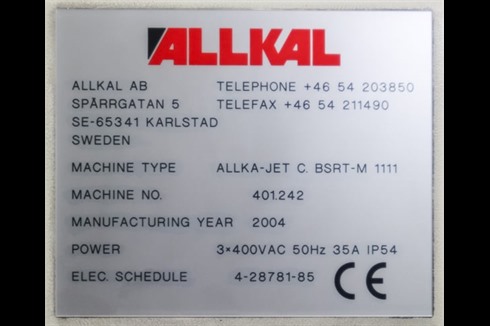 ALLKAL
ALLKAL AB TELEPHONE +46 54 203850
SPÅRRGATAN 5 TELEFAX +46 54 211490
SE-65341 KARLSTAD
SWEDEN
MACHINE TYPE ALLKA-JET C. BSRT-M 1111
MACHINE NO. 401.242
MANUFACTURING YEAR 2004
POWER 3×400VAC 50Hz 35A IP54
ELEC. SCHEDULE 4-28781-85 CE